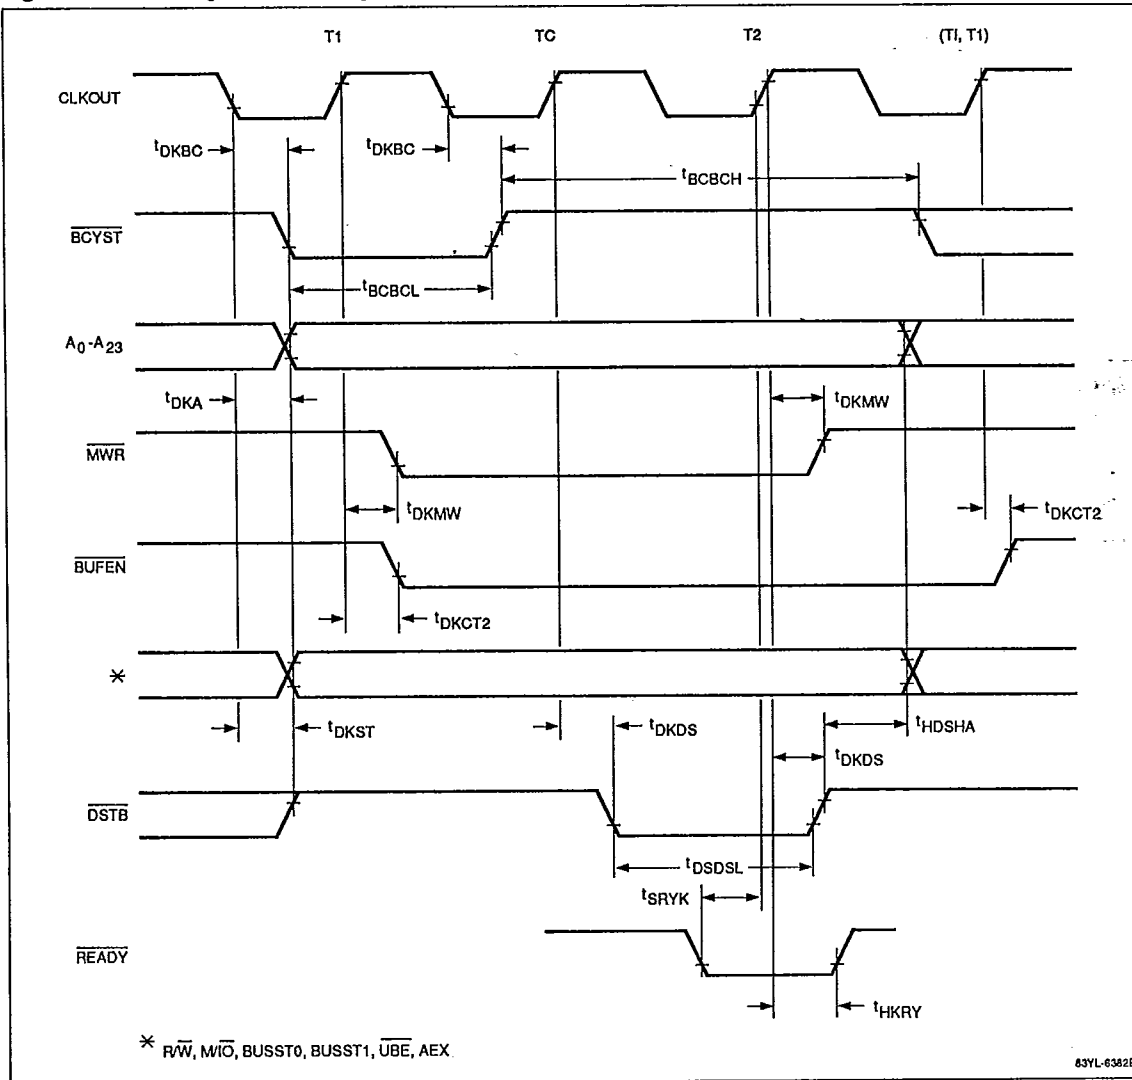 T1 TC T2 (TI, T1)
CLKOUT
tDKBC tDKBC
tBCBCH
BCYST
tBCBCL
A0-A23
tDKA tDKMW
MWR
tDKMW tDKCT2
BUFEN
tDKCT2
*
tDKST tDKDS tHDSHA
tDKDS
DSTB
tDSDSL
tSRYK
READY
tHKRY
* R/W, M/IO, BUSST0, BUSST1, UBE, AEX
83YL-6382B